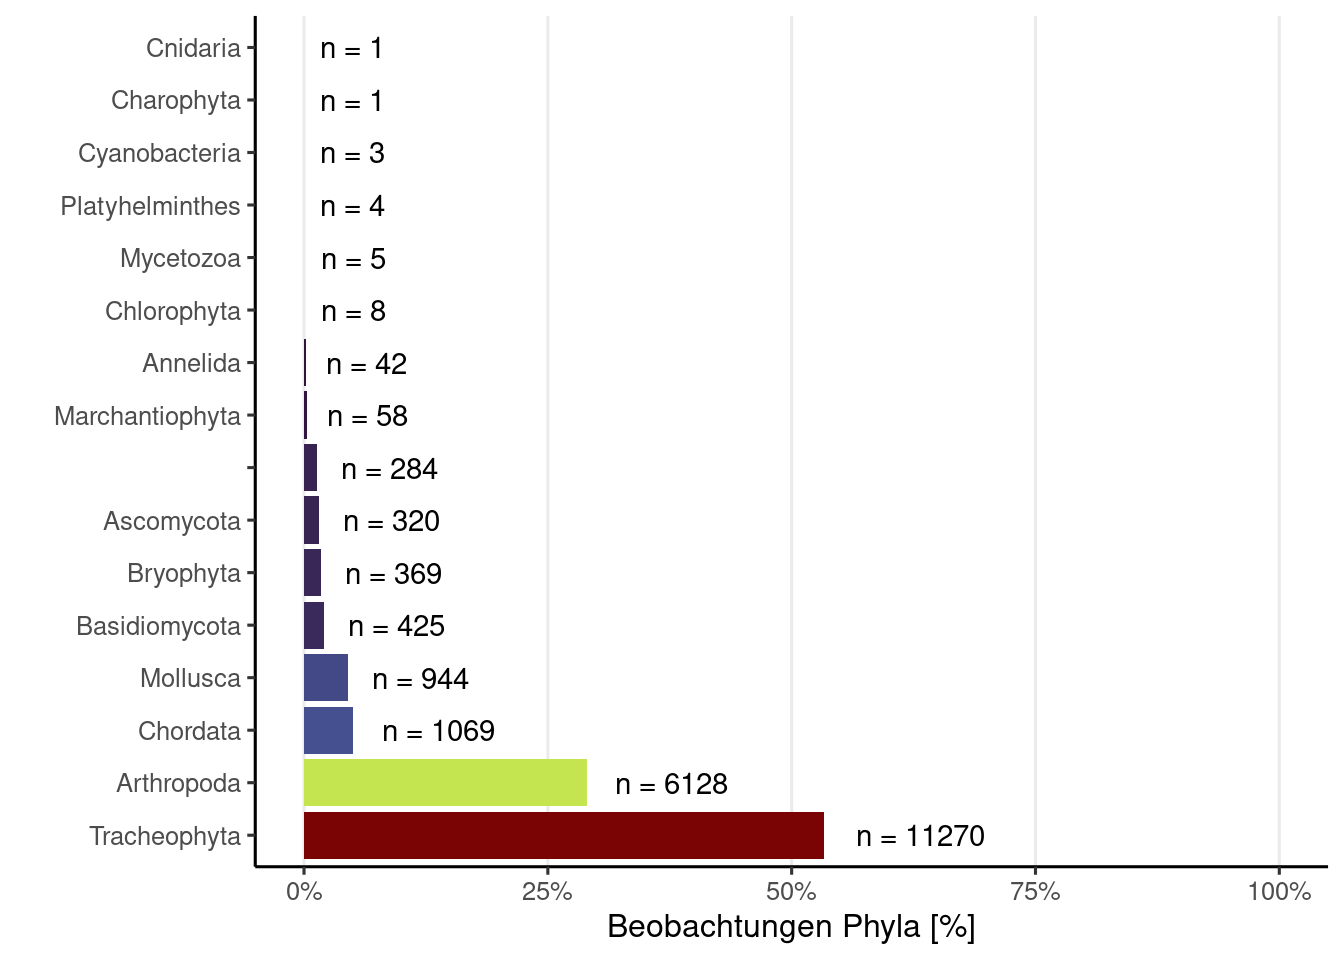 Cnidaria n = 1
Charophyta n = 1
Cyanobacteria n = 3
Platyhelminthes n = 4
Mycetozoa n = 5
Chlorophyta n = 8
Annelida n = 42
Marchantiophyta n = 58
n = 284
Ascomycota n = 320
Bryophyta n = 369
Basidiomycota n = 425
Mollusca n = 944
Chordata n = 1069
Arthropoda n = 6128
Tracheophyta n = 11270
0% 25% 50% 75% 100%
Beobachtungen Phyla [%]